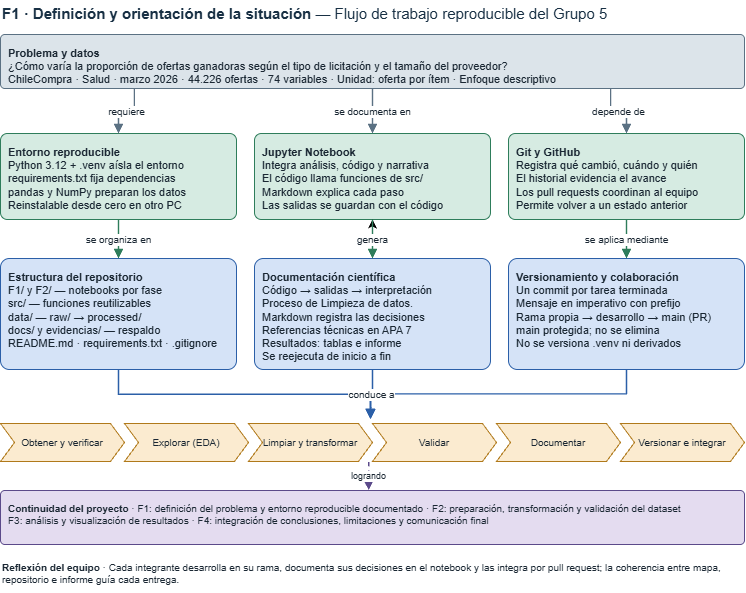 F1 · Definición y orientación de la situación — Flujo de trabajo reproducible del Grupo 5
Problema y datos
¿Cómo varía la proporción de ofertas ganadoras según el tipo de licitación y el tamaño del proveedor?
ChileCompra · Salud · marzo 2026 · 44.226 ofertas · 74 variables · Unidad: oferta por ítem · Enfoque descriptivo
requiere
se documenta en
depende de
Entorno reproducible
Python 3.12 + .venv aísla el entorno
requirements.txt fija dependencias
pandas y NumPy preparan los datos
Reinstalable desde cero en otro PC
Jupyter Notebook
Integra análisis, código y narrativa
El código llama funciones de src/
Markdown explica cada paso
Las salidas se guardan con el código
Git y GitHub
Registra qué cambió, cuándo y quién
El historial evidencia el avance
Los pull requests coordinan al equipo
Permite volver a un estado anterior
se organiza en
genera
se aplica mediante
Estructura del repositorio
F1/ y F2/ — notebooks por fase
src/ — funciones reutilizables
data/ — raw/ → processed/
docs/ y evidencias/ — respaldo
README.md · requirements.txt · .gitignore
Documentación científica
Código → salidas → interpretación
Proceso de Limpieza de datos.
Markdown registra las decisiones
Referencias técnicas en APA 7
Resultados: tablas e informe
Se reejecuta de inicio a fin
Versionamiento y colaboración
Un commit por tarea terminada
Mensaje en imperativo con prefijo
Rama propia → desarrollo → main (PR)
main protegida; no se elimina
No se versiona .venv ni derivados
conduce a
Obtener y verificar
Explorar (EDA)
Limpiar y transformar
Validar
Documentar
Versionar e integrar
logrando
Continuidad del proyecto · F1: definición del problema y entorno reproducible documentado · F2: preparación, transformación y validación del dataset
F3: análisis y visualización de resultados · F4: integración de conclusiones, limitaciones y comunicación final
Reflexión del equipo · Cada integrante desarrolla en su rama, documenta sus decisiones en el notebook y las integra por pull request; la coherencia entre mapa,
repositorio e informe guía cada entrega.